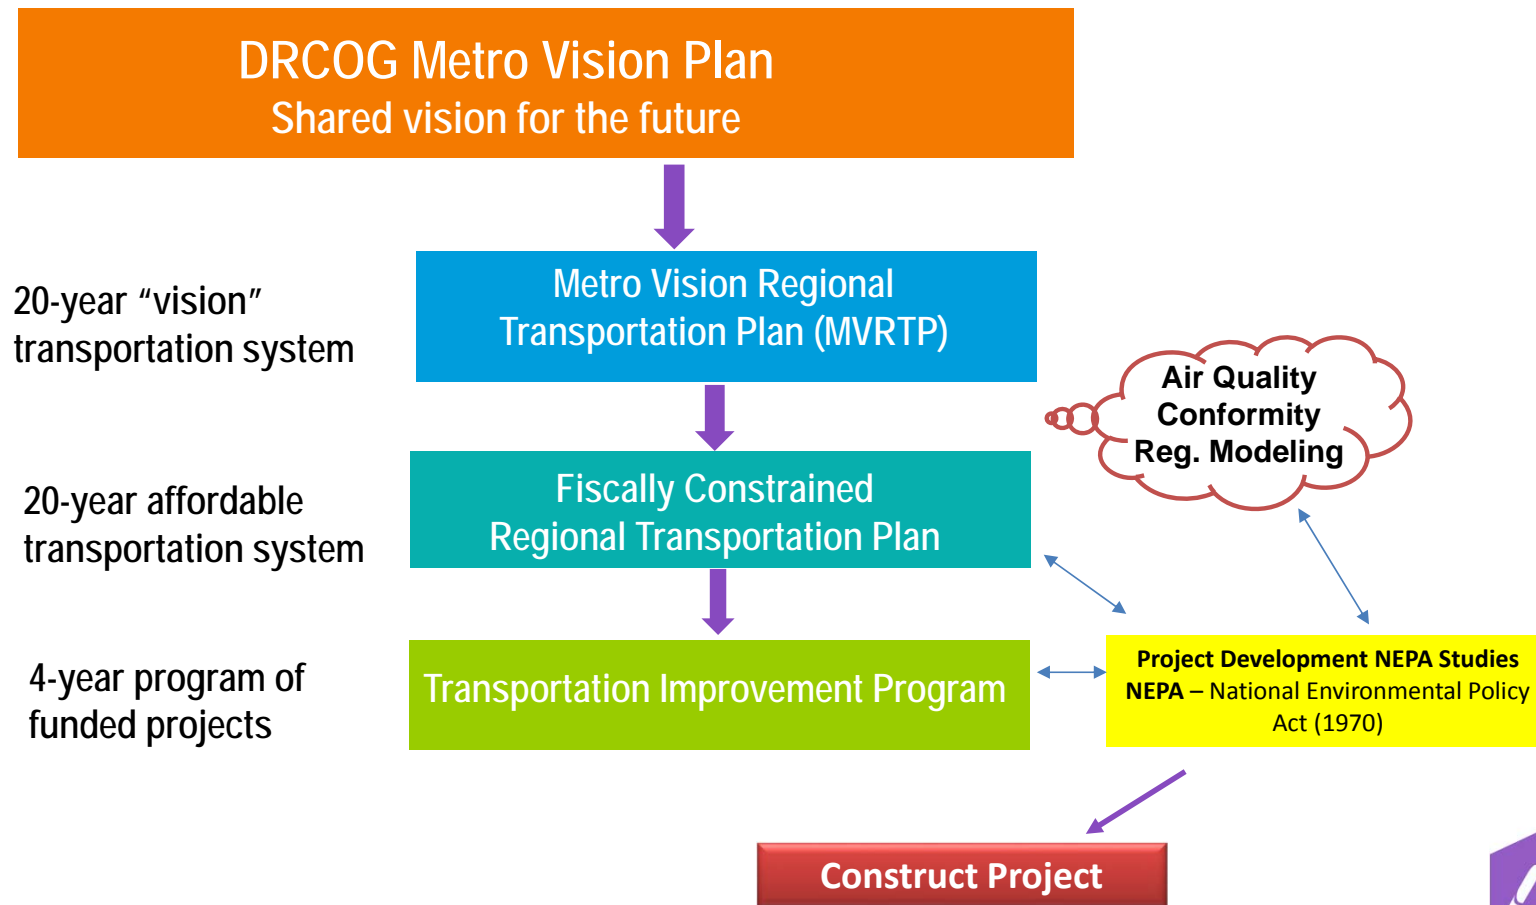 DRCOG Metro Vision Plan
Shared vision for the future
20-year “vision”
transportation system
Metro Vision Regional
Transportation Plan (MVRTP)
Air Quality
Conformity
Reg. Modeling
20-year affordable
transportation system
Fiscally Constrained
Regional Transportation Plan
4-year program of
funded projects
Transportation Improvement Program
Project Development NEPA Studies
NEPA – National Environmental Policy
Act (1970)
Construct Project